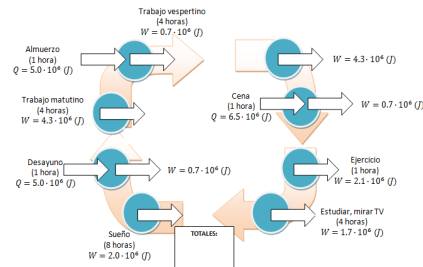 Trabajo vespertino
(4 horas)
W = 0.7 · 10⁶ (J)
Almuerzo
(1 hora)
Q = 5.0 · 10⁶ (J)
W = 4.3 · 10⁶ (J)
Trabajo matutino
(4 horas)
W = 4.3 · 10⁶ (J)
Cena
(1 hora)
Q = 6.5 · 10⁶ (J)
W = 0.7 · 10⁶ (J)
Desayuno
(1 hora)
Q = 5.0 · 10⁶ (J)
W = 0.7 · 10⁶ (J)
Ejercicio
(1 hora)
W = 2.1 · 10⁶ (J)
Estudiar, mirar TV
(4 horas)
W = 1.7 · 10⁶ (J)
Sueño
(8 horas)
W = 2.0 · 10⁶ (J)
TOTALES: